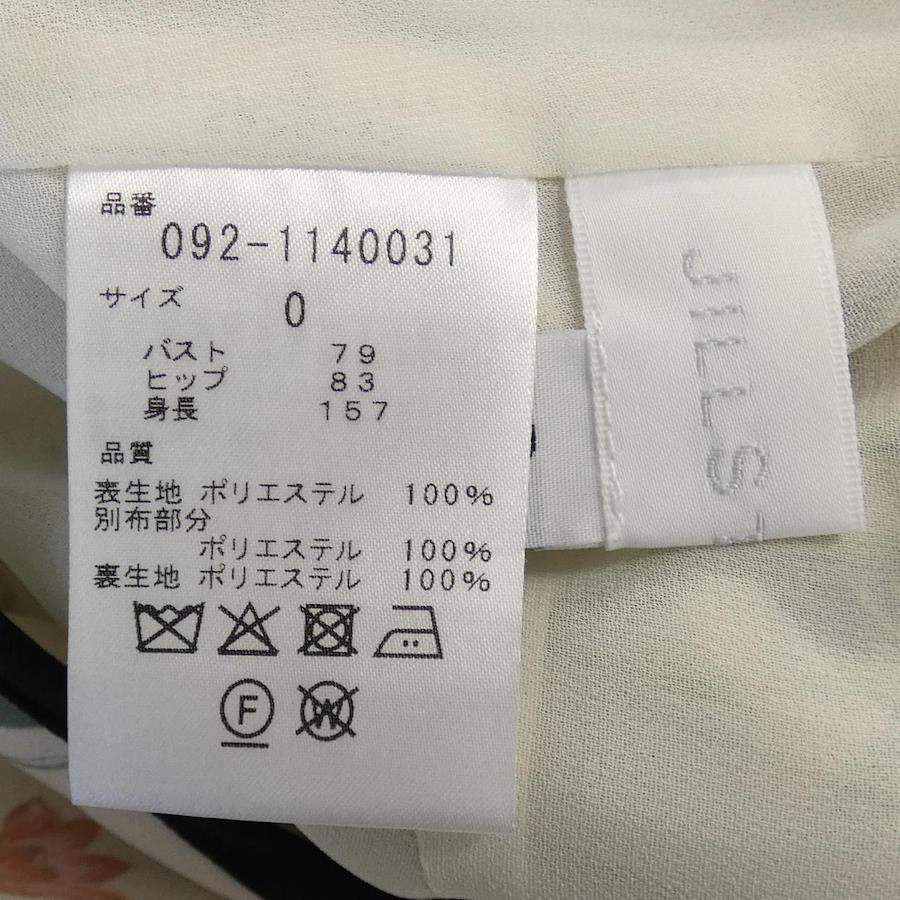 品番
092-1140031
サイズ 0
バスト 79
ヒップ 83
身長 157
品質
表生地 ポリエステル 100%
別布部分
ポリエステル 100%
裏生地 ポリエステル 100%
F
W
JILLS